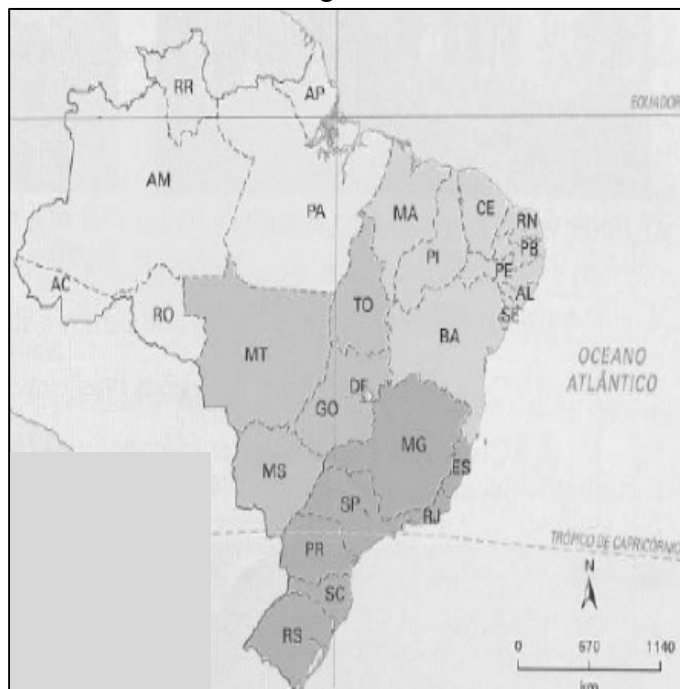 RR
AP
EQUADOR
AM
PA
MA
CE
RN
PB
PI
PE
AC
AL
TO
SE
RO
BA
MT
OCEANO
ATLÂNTICO
DF
GO
MG
MS
ES
SP
RJ
TRÓPICO DE CAPRICÓRNIO
PR
N
SC
RS
0 670 1140
km